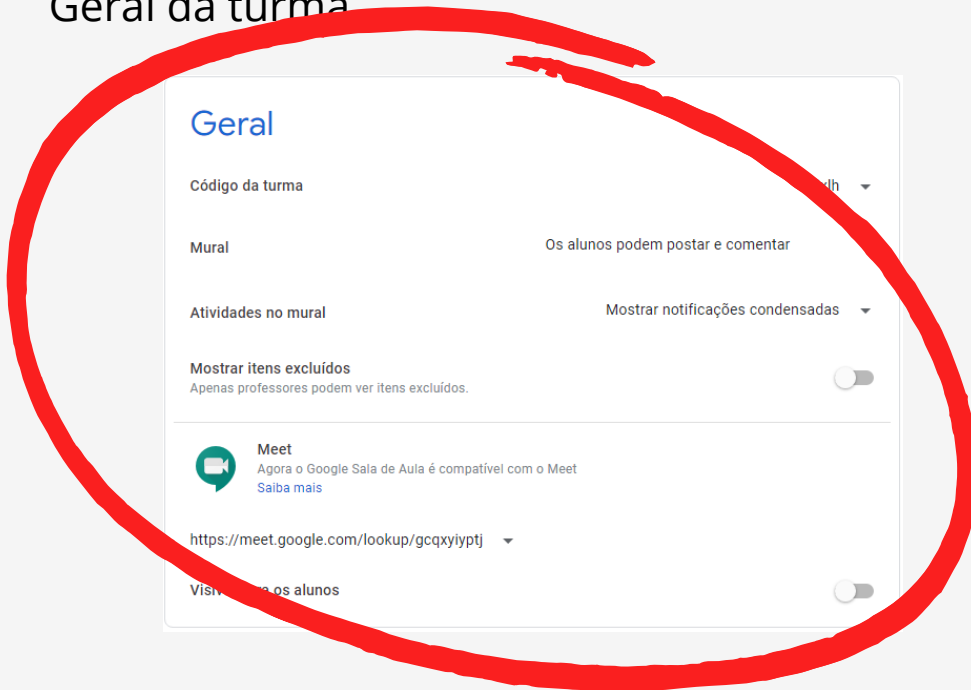 Geral da turma
Geral
Código da turma
Mural Os alunos podem postar e comentar
Atividades no mural Mostrar notificações condensadas
Mostrar itens excluídos
Apenas professores podem ver itens excluídos.
Meet
Agora o Google Sala de Aula é compatível com o Meet
Saiba mais
https://meet.google.com/lookup/gcqxyiyptj
os alunos